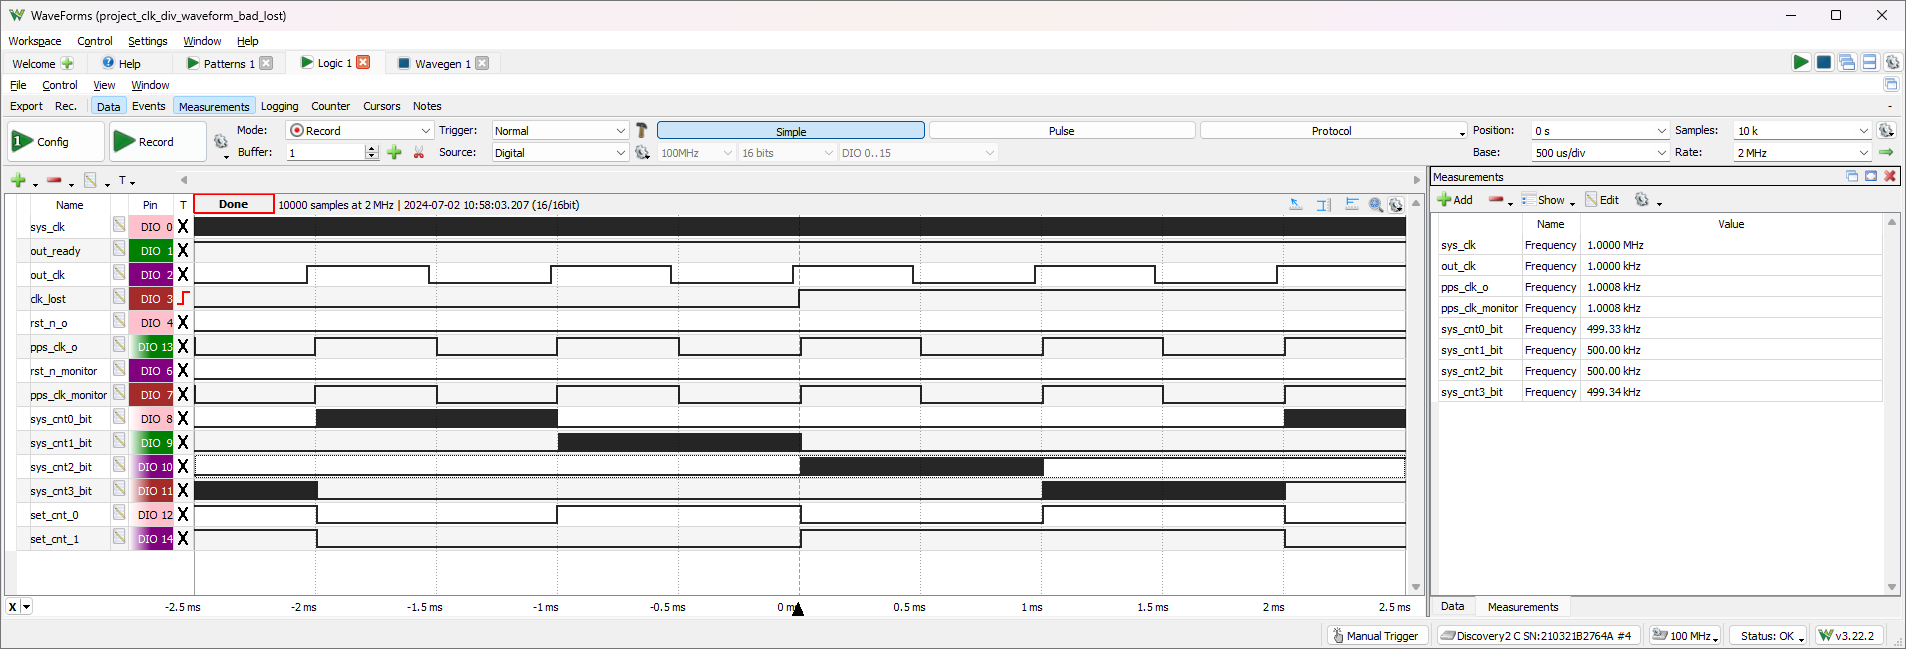 WaveForms (project_clk_div_waveform_bad_lost)
Workspace Control Settings Window Help
Welcome Help Patterns 1 Logic 1 Wavegen 1
File Control View Window
Export Rec. Data Events Measurements Logging Counter Cursors Notes
1 Config Record Mode: Record Trigger: Normal Simple Pulse Protocol Position: 0 s Samples: 10 k
Buffer: 1 Source: Digital 100MHz 16 bits DIO 0..15 Base: 500 us/div Rate: 2 MHz
T
Name Pin T Done 10000 samples at 2 MHz | 2024-07-02 10:58:03.207 (16/16bit)
sys_clk DIO 0 X
out_ready DIO 1 X
out_clk DIO 2 X
clk_lost DIO 3
rst_n_o DIO 4 X
pps_clk_o DIO 13 X
rst_n_monitor DIO 6 X
pps_clk_monitor DIO 7 X
sys_cnt0_bit DIO 8 X
sys_cnt1_bit DIO 9 X
sys_cnt2_bit DIO 10 X
sys_cnt3_bit DIO 11 X
set_cnt_0 DIO 12 X
set_cnt_1 DIO 14 X
X -2.5 ms -2 ms -1.5 ms -1 ms -0.5 ms 0 ms 0.5 ms 1 ms 1.5 ms 2 ms 2.5 ms
Measurements
Add Show Edit
Name Value
sys_clk Frequency 1.0000 MHz
out_clk Frequency 1.0000 kHz
pps_clk_o Frequency 1.0008 kHz
pps_clk_monitor Frequency 1.0008 kHz
sys_cnt0_bit Frequency 499.33 kHz
sys_cnt1_bit Frequency 500.00 kHz
sys_cnt2_bit Frequency 500.00 kHz
sys_cnt3_bit Frequency 499.34 kHz
Data Measurements
Manual Trigger Discovery2 C SN:210321B2764A #4 100 MHz Status: OK v3.22.2